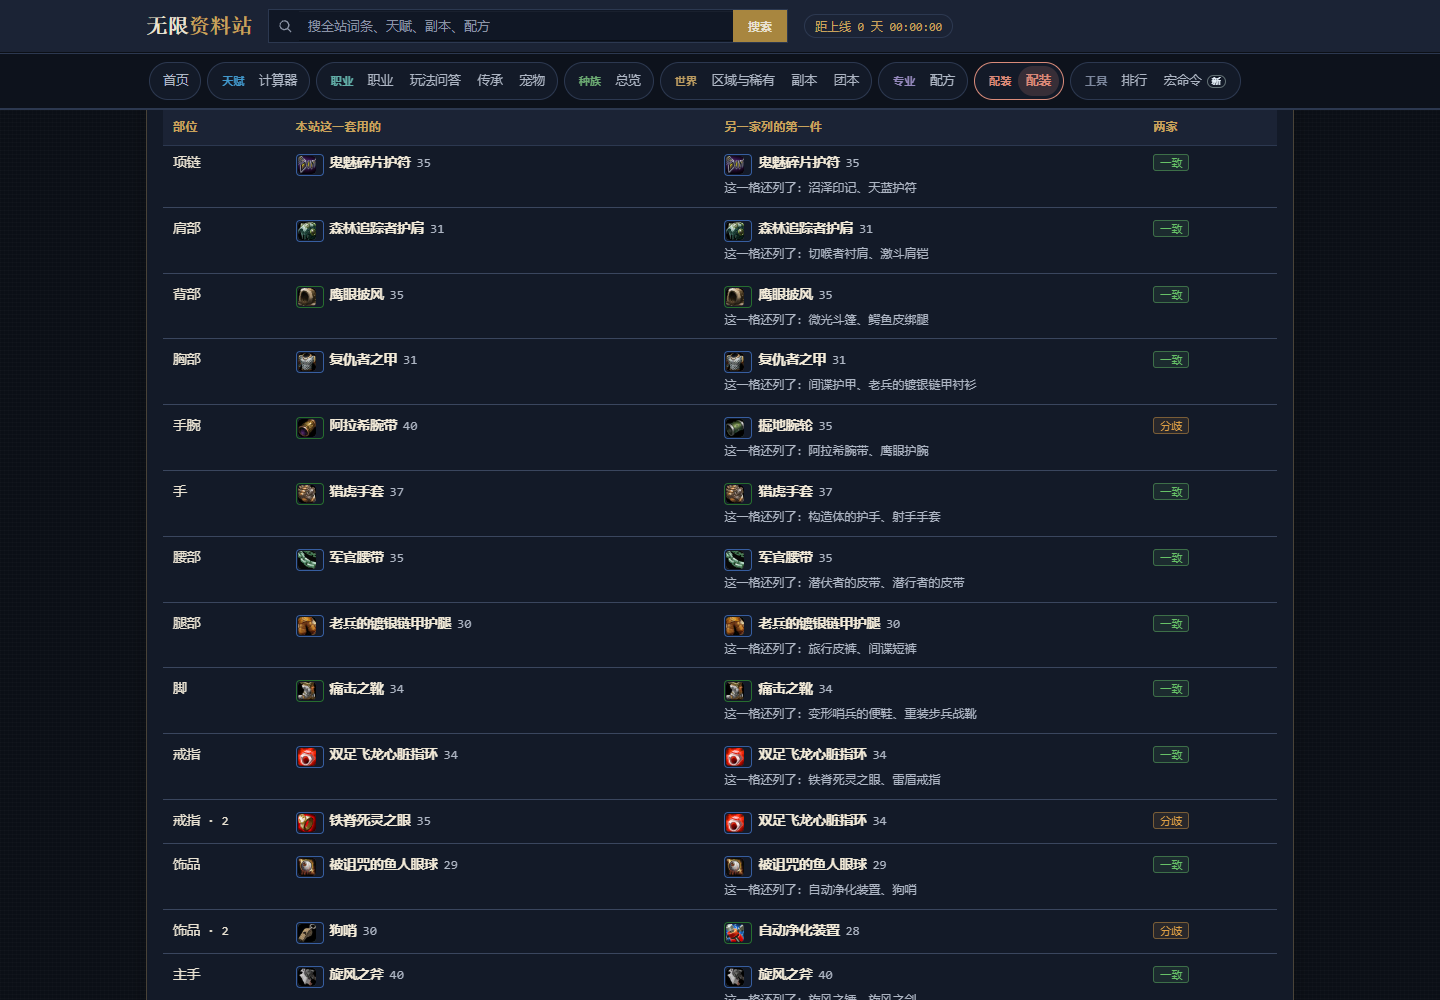 无限资料站 搜全站词条、天赋、副本、配方 搜索 距上线 0 天 00:00:00
首页 天赋 计算器 职业 职业 玩法问答 传承 宠物 种族 总览 世界 区域与稀有 副本 团本 专业 配方 配装 配装 工具 排行 宏命令 新
部位 本站这一套用的 另一家列的第一件 两家
项链 鬼魅碎片护符 35 鬼魅碎片护符 35 一致
这一格还列了: 沼泽印记、天蓝护符
肩部 森林追踪者护肩 31 森林追踪者护肩 31 一致
这一格还列了: 切喉者衬肩、激斗肩铠
背部 鹰眼披风 35 鹰眼披风 35 一致
这一格还列了: 微光斗篷、鳄鱼皮绑腿
胸部 复仇者之甲 31 复仇者之甲 31 一致
这一格还列了: 间谍护甲、老兵的镀银链甲衬衫
手腕 阿拉希腕带 40 掘地腕轮 35 分歧
这一格还列了: 阿拉希腕带、鹰眼护腕
手 猎虎手套 37 猎虎手套 37 一致
这一格还列了: 构造体的护手、射手手套
腰部 军官腰带 35 军官腰带 35 一致
这一格还列了: 潜伏者的皮带、潜行者的皮带
腿部 老兵的镀银链甲护腿 30 老兵的镀银链甲护腿 30 一致
这一格还列了: 旅行皮裤、间谍短裤
脚 痛击之靴 34 痛击之靴 34 一致
这一格还列了: 变形哨兵的便鞋、重装步兵战靴
戒指 双足飞龙心脏指环 34 双足飞龙心脏指环 34 一致
这一格还列了: 铁脊死灵之眼、雷眉戒指
戒指 · 2 铁脊死灵之眼 35 双足飞龙心脏指环 34 分歧
饰品 被诅咒的鱼人眼球 29 被诅咒的鱼人眼球 29 一致
这一格还列了: 自动净化装置、狗哨
饰品 · 2 狗哨 30 自动净化装置 28 分歧
主手 旋风之斧 40 旋风之斧 40 一致
这一格还列了: 旋风之锤、旋风之剑